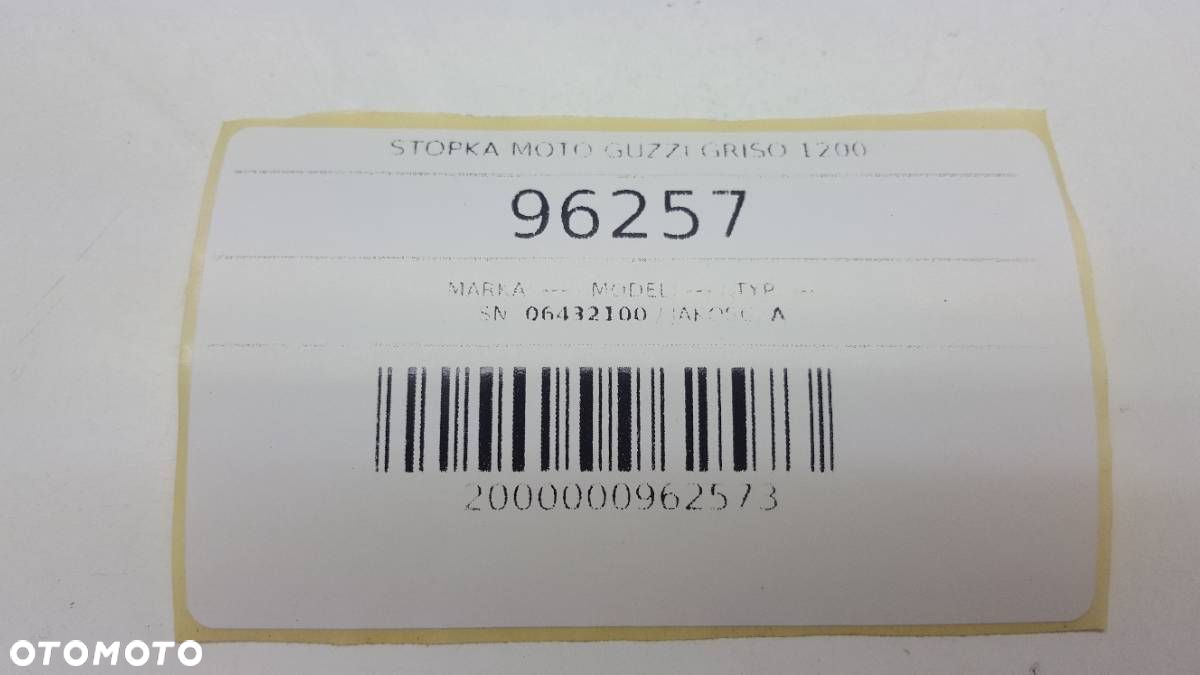 STOPKA MOTO GUZZI GRISO 1200
96257
MARKA: --- MODEL: --- TYP: ---
SN: 06432100 / JAKOŚĆ: A
2000000962573
OTOMOTO